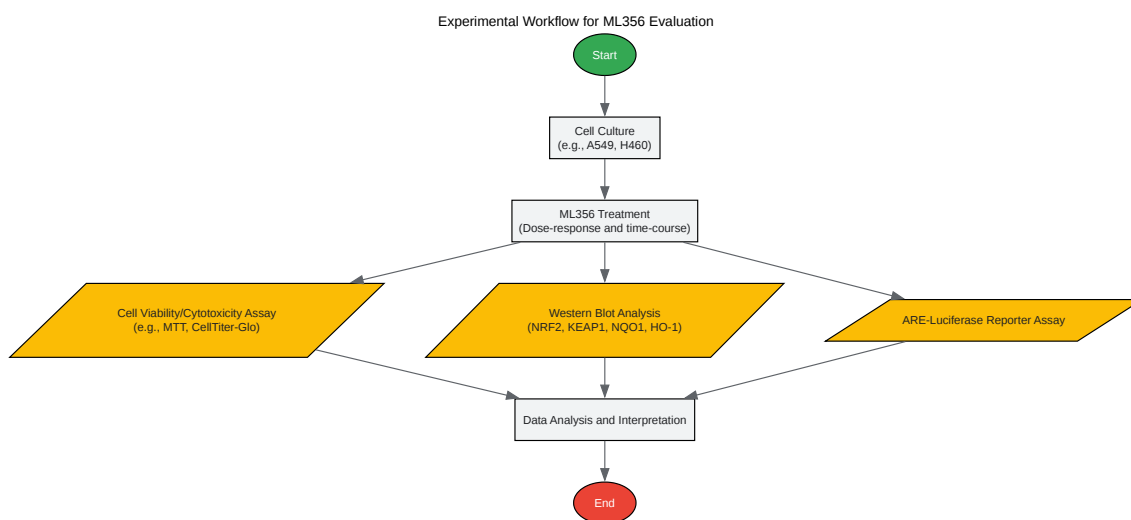 Experimental Workflow for ML356 Evaluation
Start
Cell Culture
(e.g., A549, H460)
ML356 Treatment
(Dose-response and time-course)
Cell Viability/Cytotoxicity Assay
(e.g., MTT, CellTiter-Glo)
Western Blot Analysis
(NRF2, KEAP1, NQO1, HO-1)
ARE-Luciferase Reporter Assay
Data Analysis and Interpretation
End